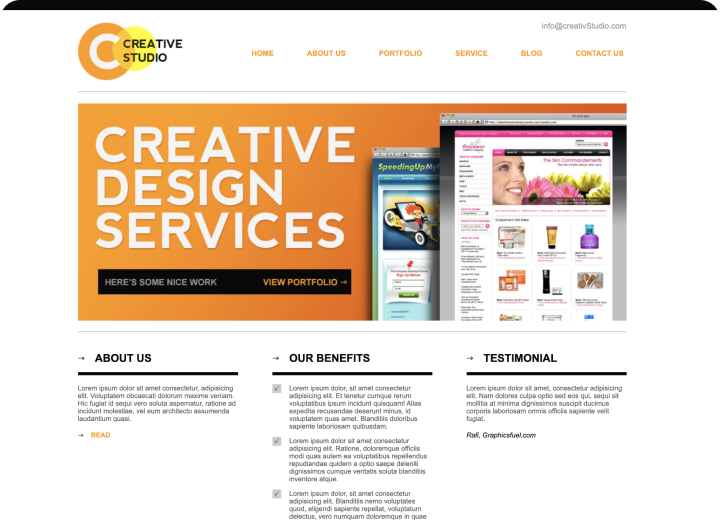 info@creativStudio.com
C CREATIVE
STUDIO
HOME ABOUT US PORTFOLIO SERVICE BLOG CONTACT US
CREATIVE
DESIGN
SERVICES
HERE'S SOME NICE WORK VIEW PORTFOLIO →
SpeedingUpMy
Sign Up Below
The Skin Commandments
→ ABOUT US
Lorem ipsum dolor sit amet consectetur, adipisicing
elit. Voluptatem obcaecati dolorum maxime veniam.
Hic fugiat id sequi vero soluta aspernatur, ratione ad
incidunt molestiae, vel eum architecto assumenda
laudantium quasi.
→ READ
→ OUR BENEFITS
Lorem ipsum dolor, sit amet consectetur
adipisicing elit. Et tenetur cumque rerum
voluptatibus ipsum incidunt quisquam! Alias
expedita recusandae deserunt minus, id
voluptatem quas amet. Blanditiis doloribus
sapiente laboriosam quibusdam.
Lorem ipsum dolor sit amet consectetur
adipisicing elit. Ratione, doloremque officiis
modi quas autem ea voluptatibus repellendus
repudiandae quidem a optio saepe deleniti
dignissimos cumque veritatis soluta blanditiis
inventore atque.
Lorem ipsum dolor, sit amet consectetur
adipisicing elit. Blanditiis nemo voluptates
quod, eligendi sapiente repellat, voluptatum
delectus, vero numquam doloremque in quae
→ TESTIMONIAL
Lorem ipsum dolor sit amet, consectetur adipisicing
elit. Nam dolores culpa optio sed eos qui, sequi sit
mollitia at minima dignissimos suscipit ducimus
corporis laboriosam omnis officiis sapiente velit
fugiat.
Rafi, Graphicsfuel.com